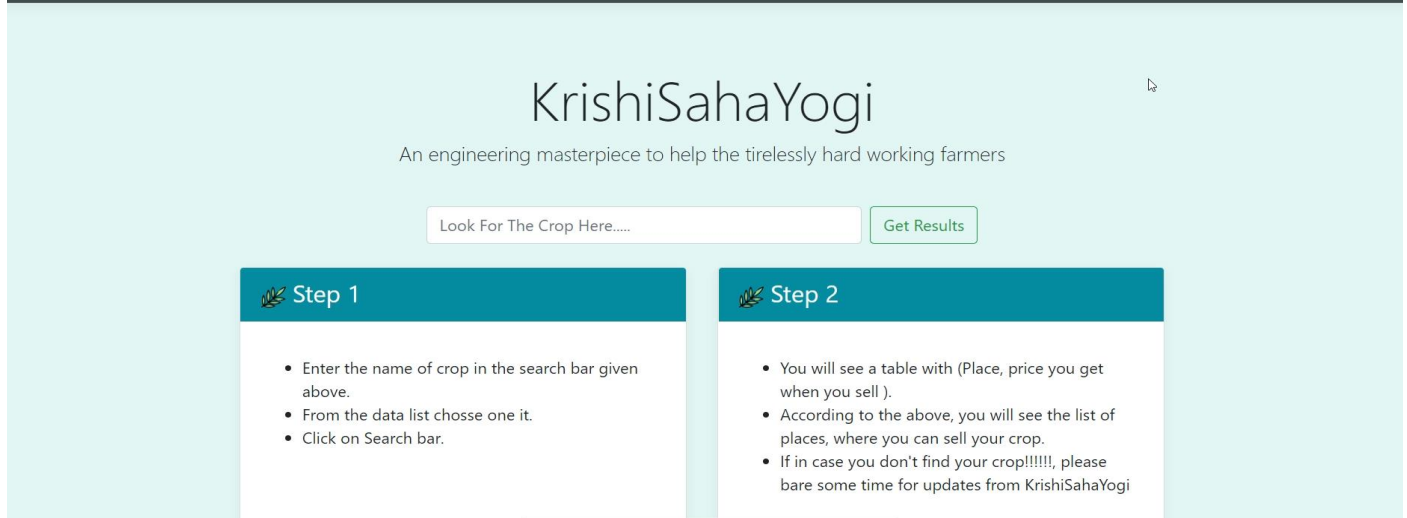 KrishiSahaYogi
An engineering masterpiece to help the tirelessly hard working farmers
Look For The Crop Here.....
Get Results
Step 1
Enter the name of crop in the search bar given
above.
From the data list chosse one it.
Click on Search bar.
Step 2
You will see a table with (Place, price you get
when you sell ).
According to the above, you will see the list of
places, where you can sell your crop.
If in case you don't find your crop!!!!!!, please
bare some time for updates from KrishiSahaYogi